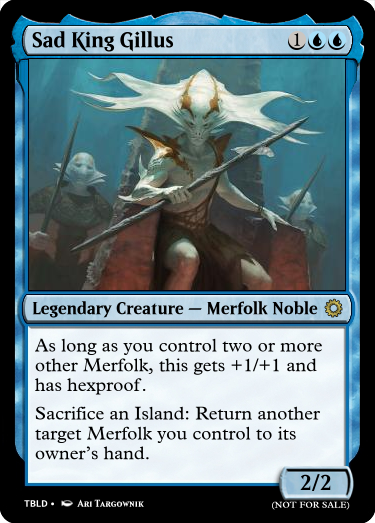 Sad King Gillus 1
Legendary Creature — Merfolk Noble
As long as you control two or more
other Merfolk, this gets +1/+1 and
has hexproof.
Sacrifice an Island: Return another
target Merfolk you control to its
owner's hand.
2/2
TBLD • Ari Targownik
(NOT FOR SALE)